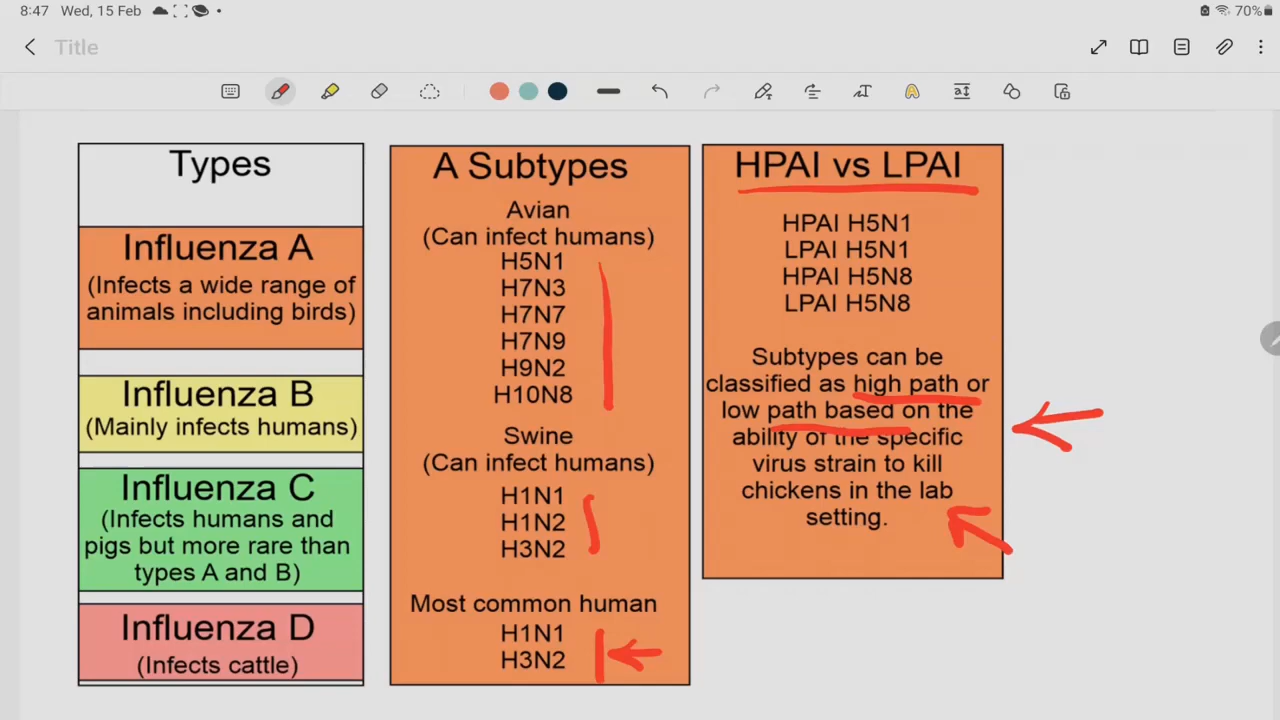 8:47 Wed, 15 Feb
70%
Title
Types
Influenza A
(Infects a wide range of
animals including birds)
Influenza B
(Mainly infects humans)
Influenza C
(Infects humans and
pigs but more rare than
types A and B)
Influenza D
(Infects cattle)
A Subtypes
Avian
(Can infect humans)
H5N1
H7N3
H7N7
H7N9
H9N2
H10N8
Swine
(Can infect humans)
H1N1
H1N2
H3N2
Most common human
H1N1
H3N2
HPAI vs LPAI
HPAI H5N1
LPAI H5N1
HPAI H5N8
LPAI H5N8
Subtypes can be
classified as high path or
low path based on the
ability of the specific
virus strain to kill
chickens in the lab
setting.